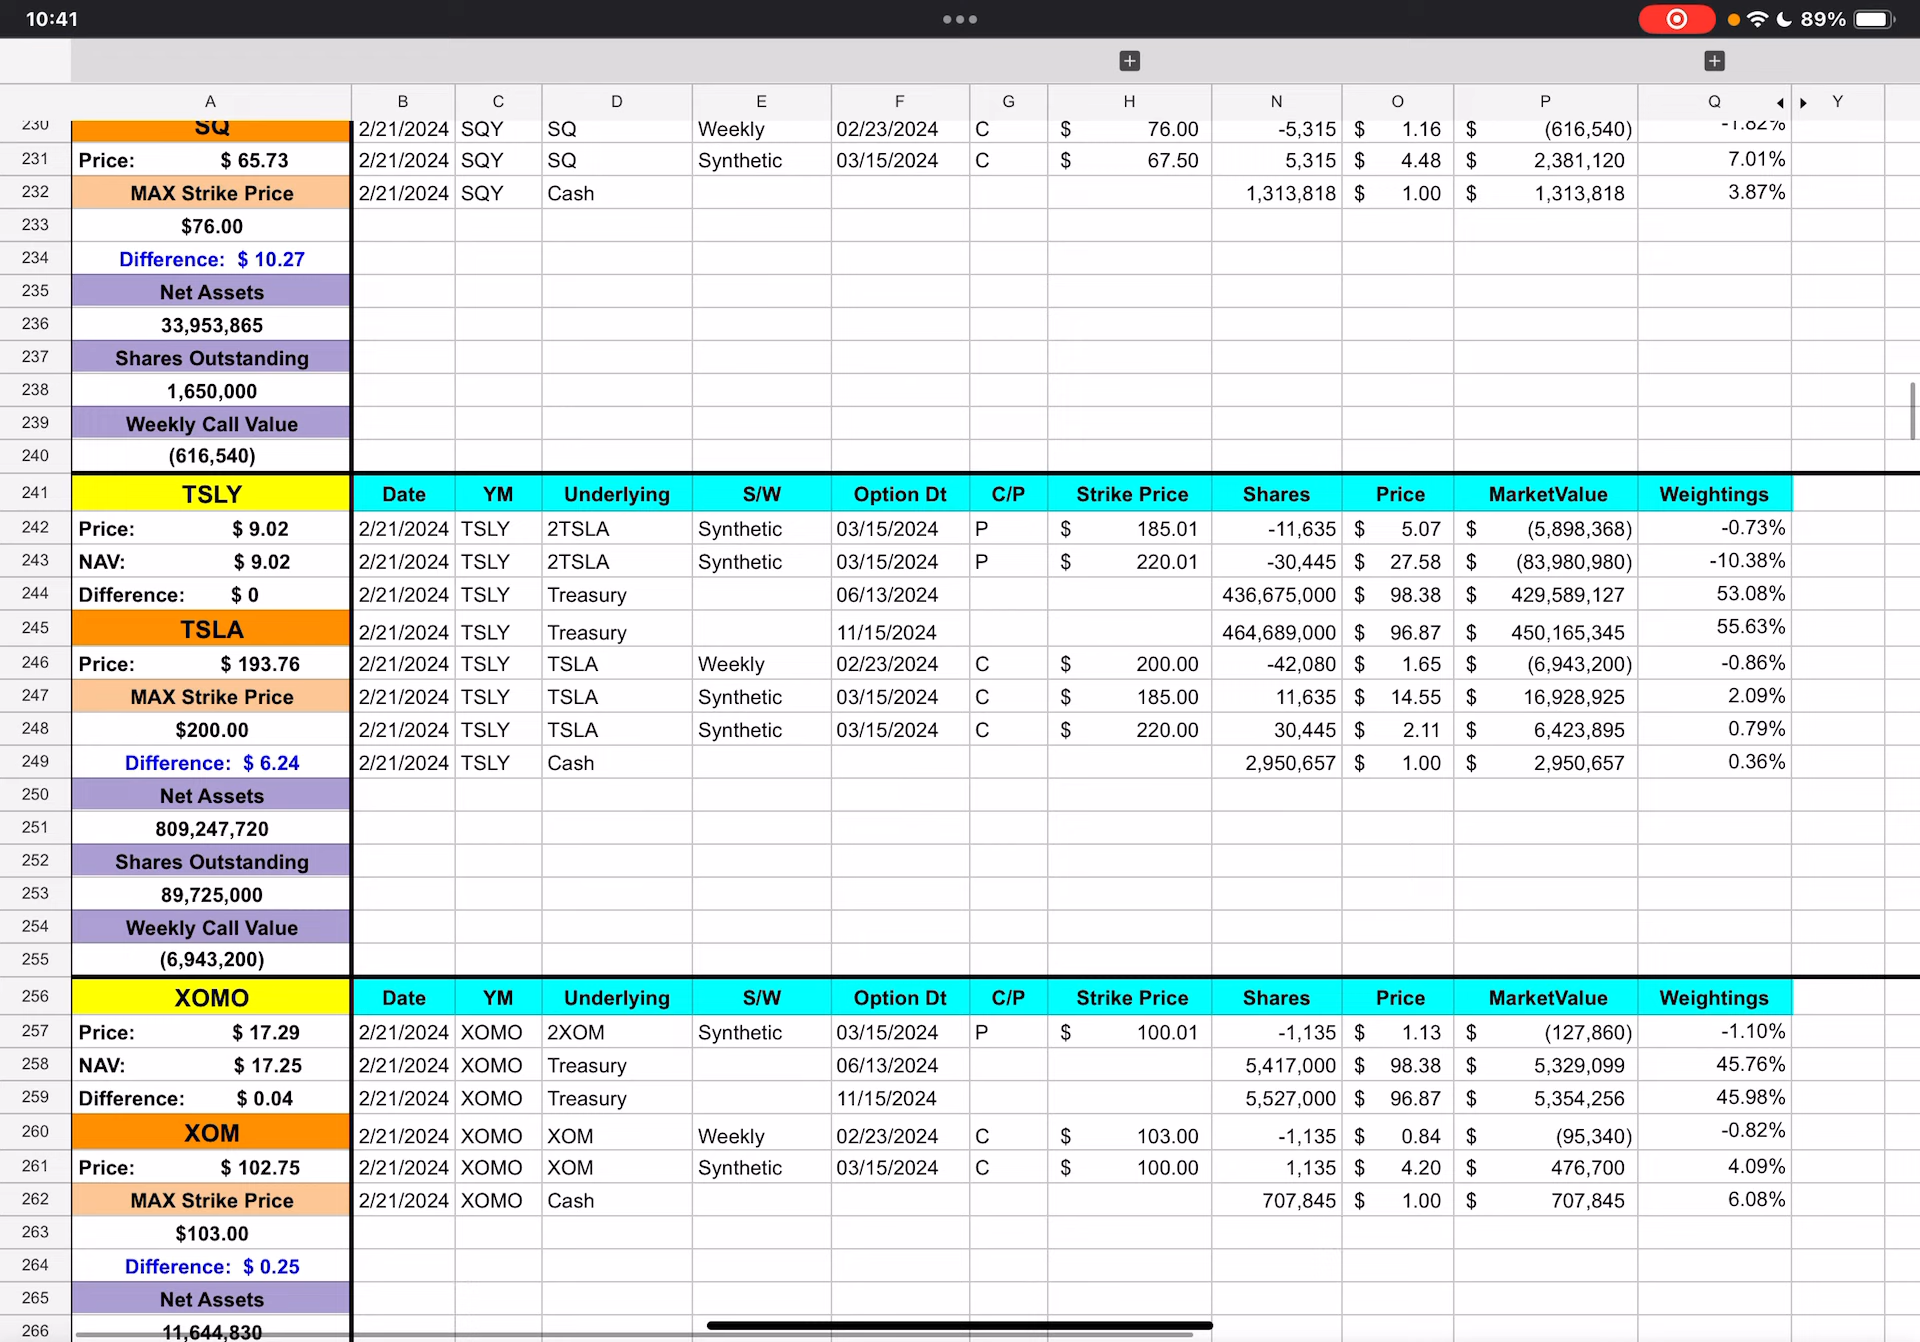 10:41 89%
A B C D E F G H N O P Q Y
230 SQ 2/21/2024 SQY SQ Weekly 02/23/2024 C $ 76.00 -5,315 $ 1.16 $ (616,540) -1.82%
231 Price: $ 65.73 2/21/2024 SQY SQ Synthetic 03/15/2024 C $ 67.50 5,315 $ 4.48 $ 2,381,120 7.01%
232 MAX Strike Price 2/21/2024 SQY Cash 1,313,818 $ 1.00 $ 1,313,818 3.87%
233 $76.00
234 Difference: $ 10.27
235 Net Assets
236 33,953,865
237 Shares Outstanding
238 1,650,000
239 Weekly Call Value
240 (616,540)
241 TSLY Date YM Underlying S/W Option Dt C/P Strike Price Shares Price MarketValue Weightings
242 Price: $ 9.02 2/21/2024 TSLY 2TSLA Synthetic 03/15/2024 P $ 185.01 -11,635 $ 5.07 $ (5,898,368) -0.73%
243 NAV: $ 9.02 2/21/2024 TSLY 2TSLA Synthetic 03/15/2024 P $ 220.01 -30,445 $ 27.58 $ (83,980,980) -10.38%
244 Difference: $ 0 2/21/2024 TSLY Treasury 06/13/2024 436,675,000 $ 98.38 $ 429,589,127 53.08%
245 TSLA 2/21/2024 TSLY Treasury 11/15/2024 464,689,000 $ 96.87 $ 450,165,345 55.63%
246 Price: $ 193.76 2/21/2024 TSLY TSLA Weekly 02/23/2024 C $ 200.00 -42,080 $ 1.65 $ (6,943,200) -0.86%
247 MAX Strike Price 2/21/2024 TSLY TSLA Synthetic 03/15/2024 C $ 185.00 11,635 $ 14.55 $ 16,928,925 2.09%
248 $200.00 2/21/2024 TSLY TSLA Synthetic 03/15/2024 C $ 220.00 30,445 $ 2.11 $ 6,423,895 0.79%
249 Difference: $ 6.24 2/21/2024 TSLY Cash 2,950,657 $ 1.00 $ 2,950,657 0.36%
250 Net Assets
251 809,247,720
252 Shares Outstanding
253 89,725,000
254 Weekly Call Value
255 (6,943,200)
256 XOMO Date YM Underlying S/W Option Dt C/P Strike Price Shares Price MarketValue Weightings
257 Price: $ 17.29 2/21/2024 XOMO 2XOM Synthetic 03/15/2024 P $ 100.01 -1,135 $ 1.13 $ (127,860) -1.10%
258 NAV: $ 17.25 2/21/2024 XOMO Treasury 06/13/2024 5,417,000 $ 98.38 $ 5,329,099 45.76%
259 Difference: $ 0.04 2/21/2024 XOMO Treasury 11/15/2024 5,527,000 $ 96.87 $ 5,354,256 45.98%
260 XOM 2/21/2024 XOMO XOM Weekly 02/23/2024 C $ 103.00 -1,135 $ 0.84 $ (95,340) -0.82%
261 Price: $ 102.75 2/21/2024 XOMO XOM Synthetic 03/15/2024 C $ 100.00 1,135 $ 4.20 $ 476,700 4.09%
262 MAX Strike Price 2/21/2024 XOMO Cash 707,845 $ 1.00 $ 707,845 6.08%
263 $103.00
264 Difference: $ 0.25
265 Net Assets
266 11,644,830